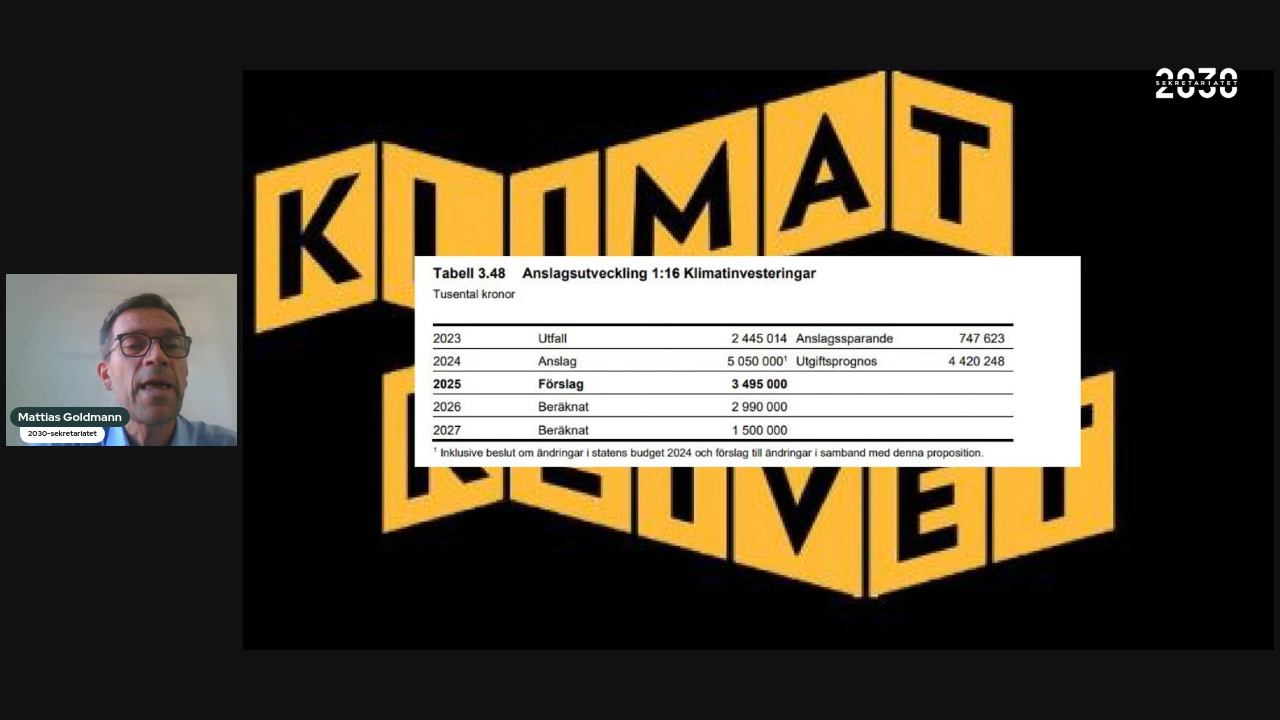 2030
SEKRETARIATET
KLIMAT
KLIVET
Tabell 3.48 Anslagsutveckling 1:16 Klimatinvesteringar
Tusental kronor
2023 Utfall 2 445 014 Anslagssparande 747 623
2024 Anslag 5 050 000¹ Utgiftsprognos 4 420 248
2025 Förslag 3 495 000
2026 Beräknat 2 990 000
2027 Beräknat 1 500 000
¹ Inklusive beslut om ändringar i statens budget 2024 och förslag till ändringar i samband med denna proposition.
Mattias Goldmann
2030-sekretariatet